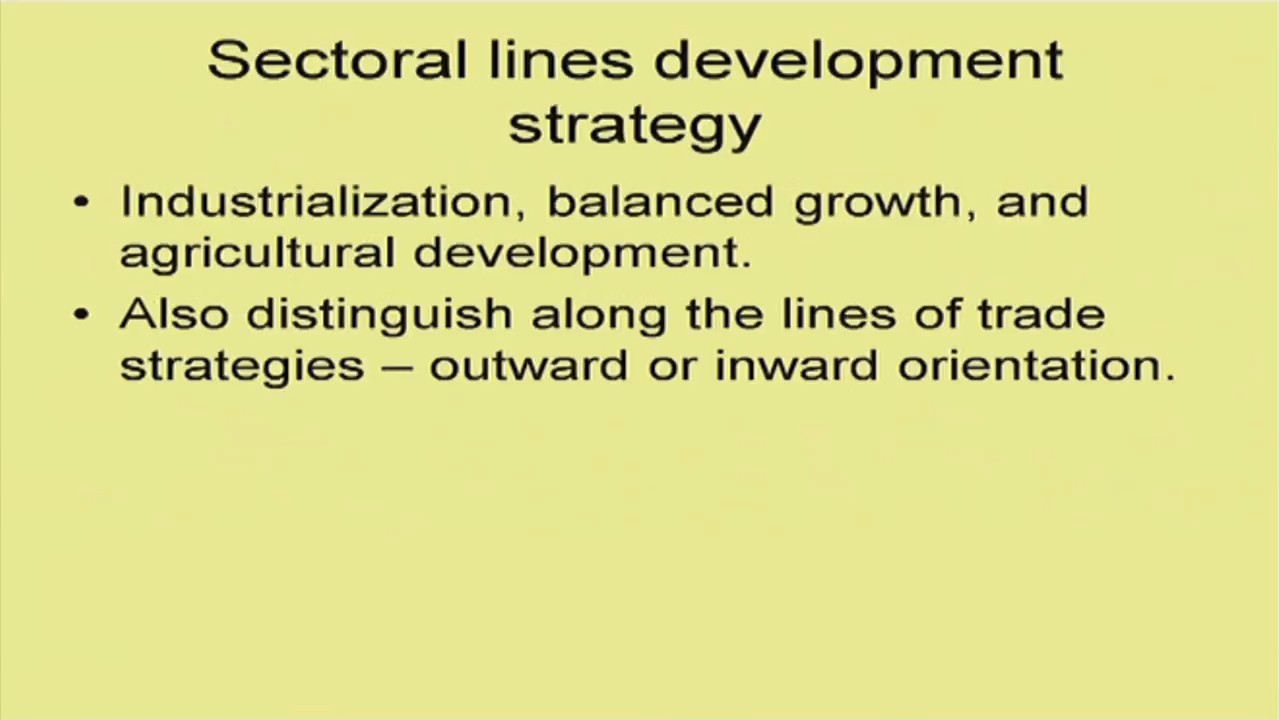 Sectoral lines development
strategy
• Industrialization, balanced growth, and
agricultural development.
• Also distinguish along the lines of trade
strategies – outward or inward orientation.